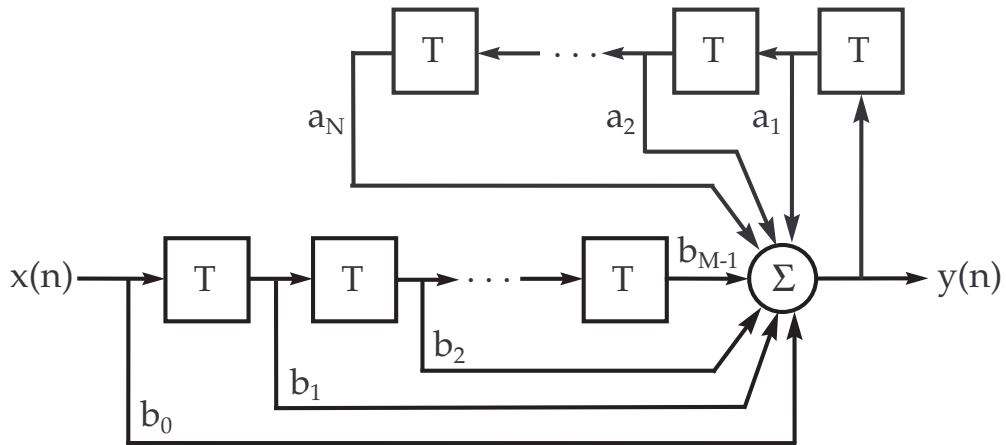 T ... T T
a_N a_2 a_1
x(n) T T ... T b_{M-1} Σ y(n)
b_2
b_1
b_0